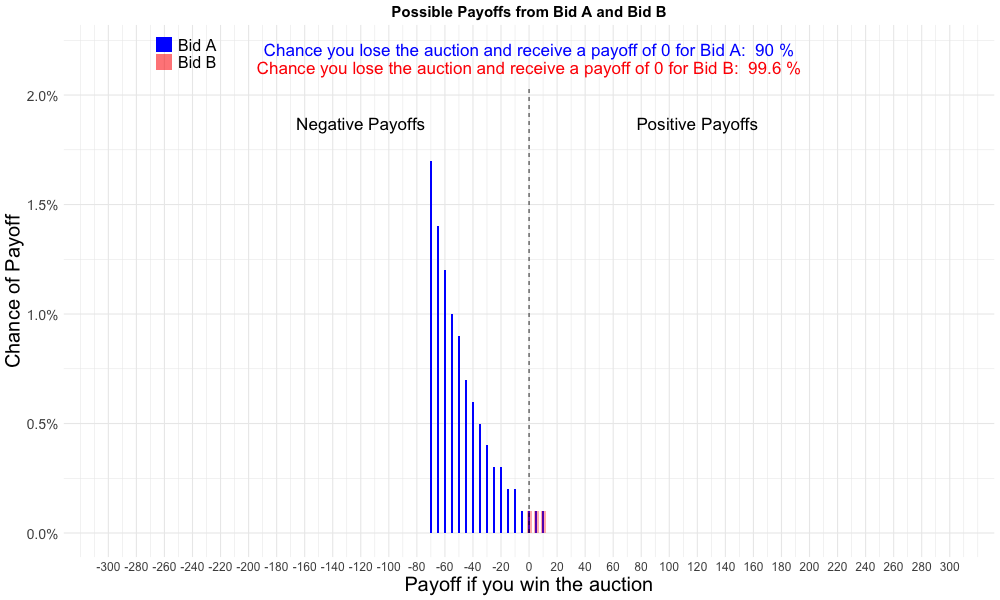 Possible Payoffs from Bid A and Bid B
Bid A
Bid B
Chance you lose the auction and receive a payoff of 0 for Bid A: 90 %
Chance you lose the auction and receive a payoff of 0 for Bid B: 99.6 %
Negative Payoffs
Positive Payoffs
Chance of Payoff
2.0%
1.5%
1.0%
0.5%
0.0%
-300 -280 -260 -240 -220 -200 -180 -160 -140 -120 -100 -80 -60 -40 -20 0 20 40 60 80 100 120 140 160 180 200 220 240 260 280 300
Payoff if you win the auction